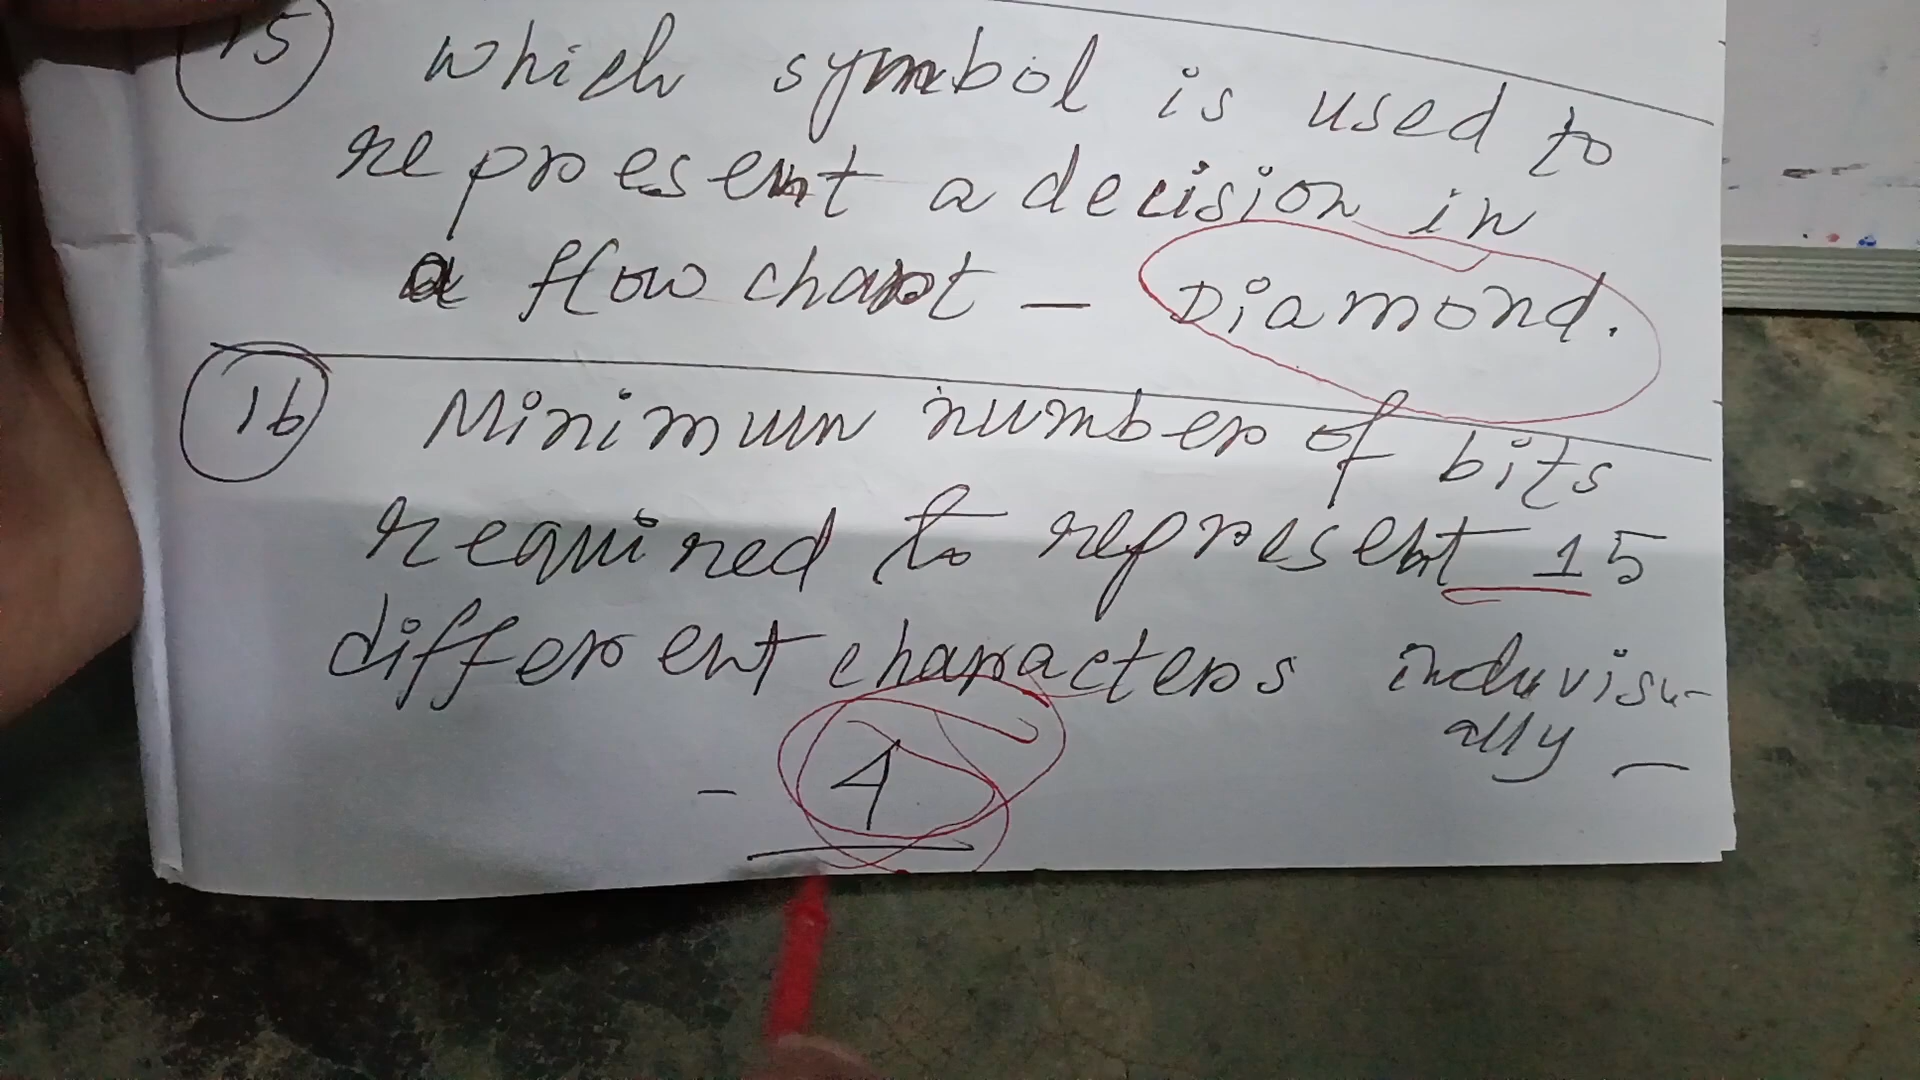 15 which symbol is used to
represent a decision in
a flow chart - Diamond.
16 Minimum number of bits
required to represent 15
different characters induvisu-
ally -
- 4